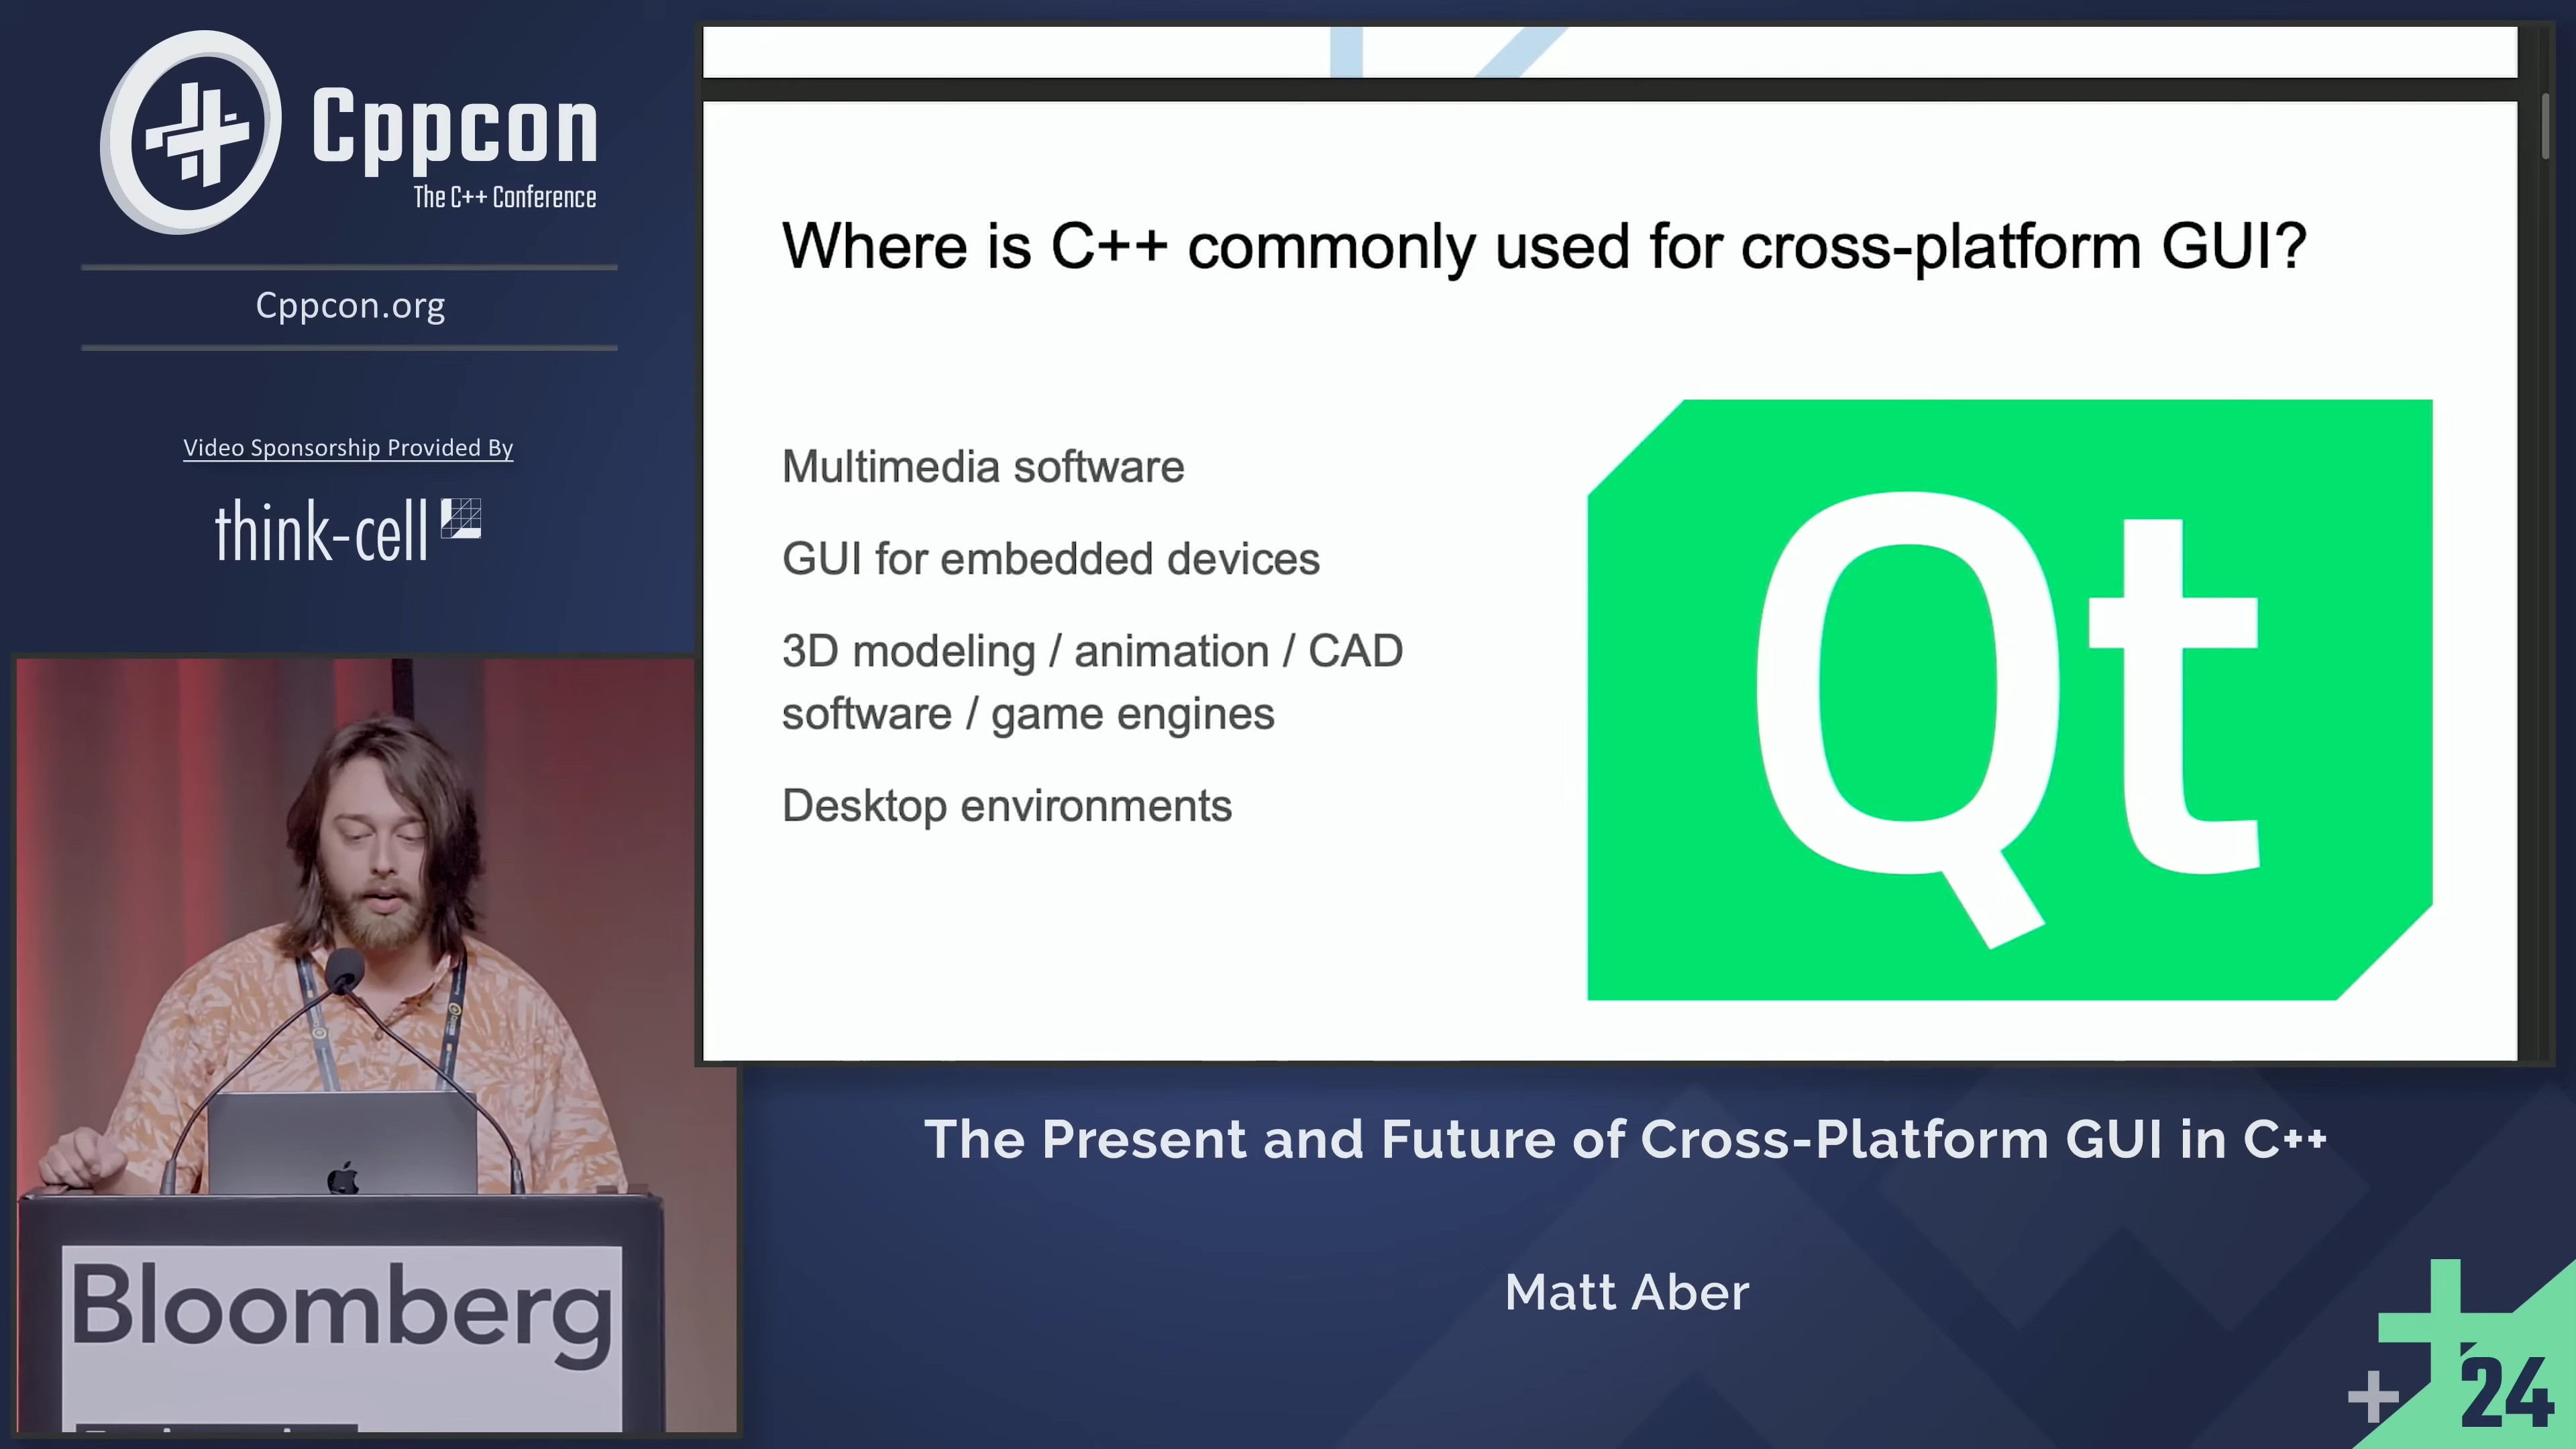 Cppcon
The C++ Conference
Cppcon.org
Video Sponsorship Provided By
think-cell
Where is C++ commonly used for cross-platform GUI?
Multimedia software
GUI for embedded devices
3D modeling / animation / CAD
software / game engines
Desktop environments
Qt
Bloomberg
The Present and Future of Cross-Platform GUI in C++
Matt Aber
24